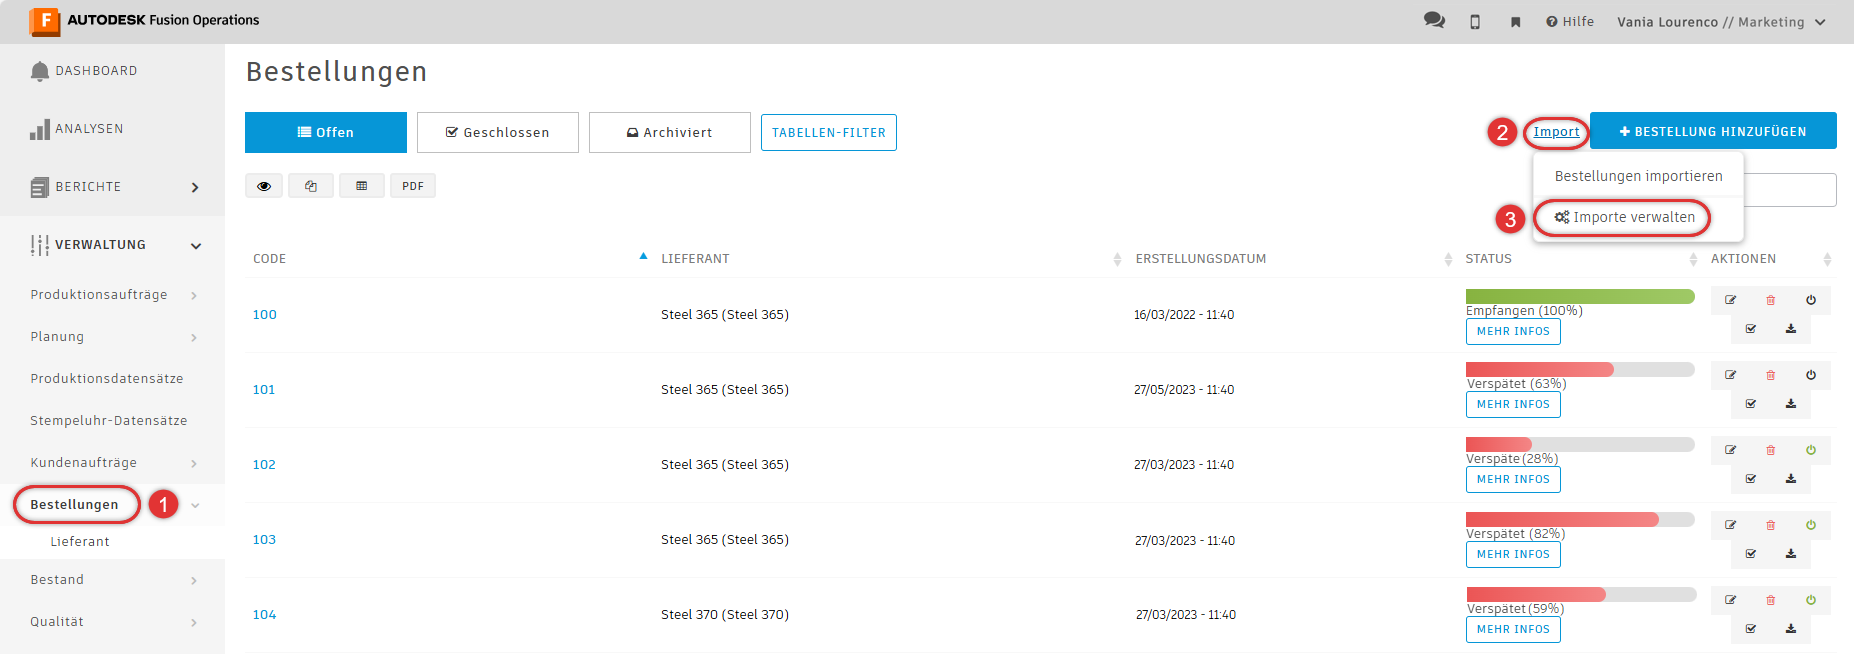 F AUTODESK Fusion Operations
Hilfe
Vania Lourenco // Marketing
DASHBOARD
ANALYSEN
BERICHTE
VERWALTUNG
Produktionsaufträge
Planung
Produktionsdatensätze
Stempeluhr-Datensätze
Kundenaufträge
Bestellungen 1
Lieferant
Bestand
Qualität
Bestellungen
Offen Geschlossen Archiviert TABELLEN-FILTER
2 Import BESTELLUNG HINZUFÜGEN
Bestellungen importieren
3 Importe verwalten
PDF
CODE LIEFERANT ERSTELLUNGSDATUM STATUS AKTIONEN
100 Steel 365 (Steel 365) 16/03/2022 - 11:40 Empfangen (100%)
MEHR INFOS
101 Steel 365 (Steel 365) 27/05/2023 - 11:40 Verspätet (63%)
MEHR INFOS
102 Steel 365 (Steel 365) 27/03/2023 - 11:40 Verspäte (28%)
MEHR INFOS
103 Steel 365 (Steel 365) 27/03/2023 - 11:40 Verspätet (82%)
MEHR INFOS
104 Steel 370 (Steel 370) 27/03/2023 - 11:40 Verspätet (59%)
MEHR INFOS